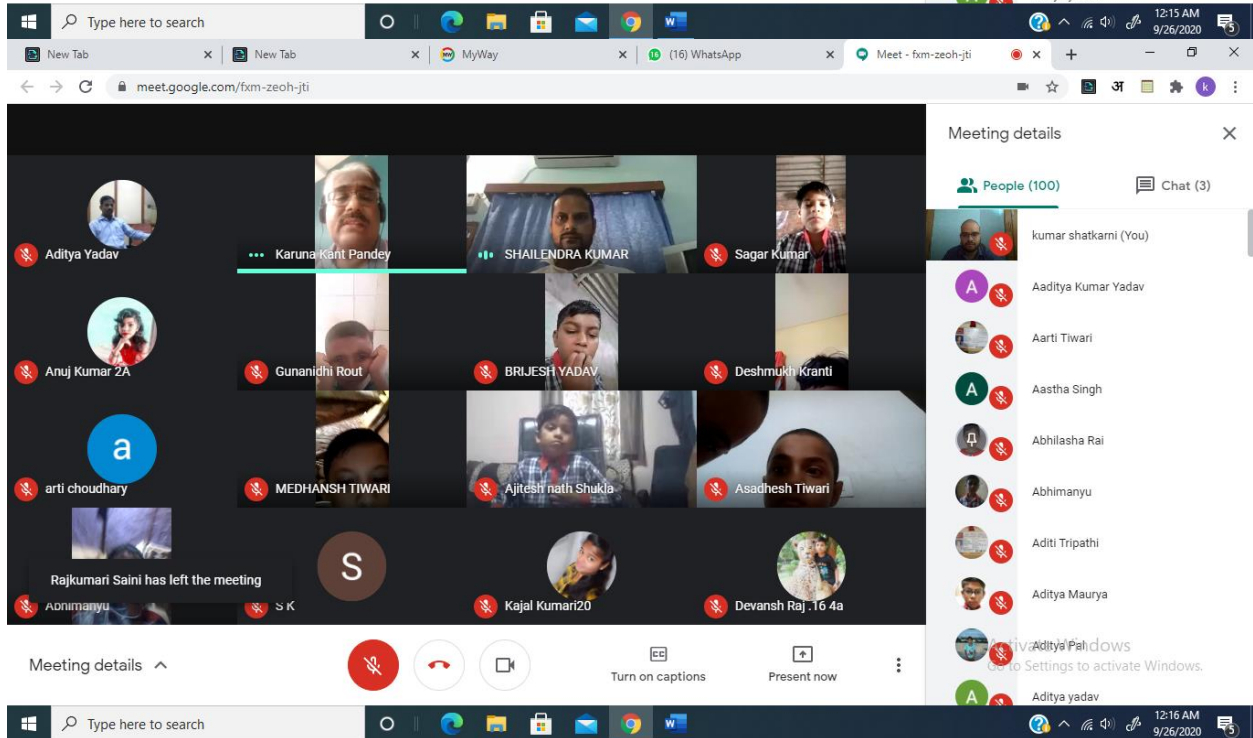 Type here to search
12:15 AM
9/26/2020
5
New Tab
New Tab
MyWay
(16) WhatsApp
Meet - fxm-zeoh-jti
meet.google.com/fxm-zeoh-jti
अ
k
Meeting details
People (100)
Chat (3)
Aditya Yadav
Karuna Kant Pandey
SHAILENDRA KUMAR
Sagar Kumar
kumar shatkarni (You)
A
Aaditya Kumar Yadav
Aarti Tiwari
Anuj Kumar 2A
Gunanidhi Rout
BRIJESH YADAV
Deshmukh Kranti
A
Aastha Singh
Abhilasha Rai
a
arti choudhary
MEDHANSH TIWARI
Ajitesh nath Shukla
Asadhesh Tiwari
Abhimanyu
Aditi Tripathi
Rajkumari Saini has left the meeting
Abhimanyu
S
S K
Kajal Kumari20
Devansh Raj .16 4a
Aditya Maurya
Aditya Pal
Activate Windows
Go to Settings to activate Windows.
A
Aditya yadav
Meeting details
CC
Turn on captions
Present now
Type here to search
12:16 AM
9/26/2020
5